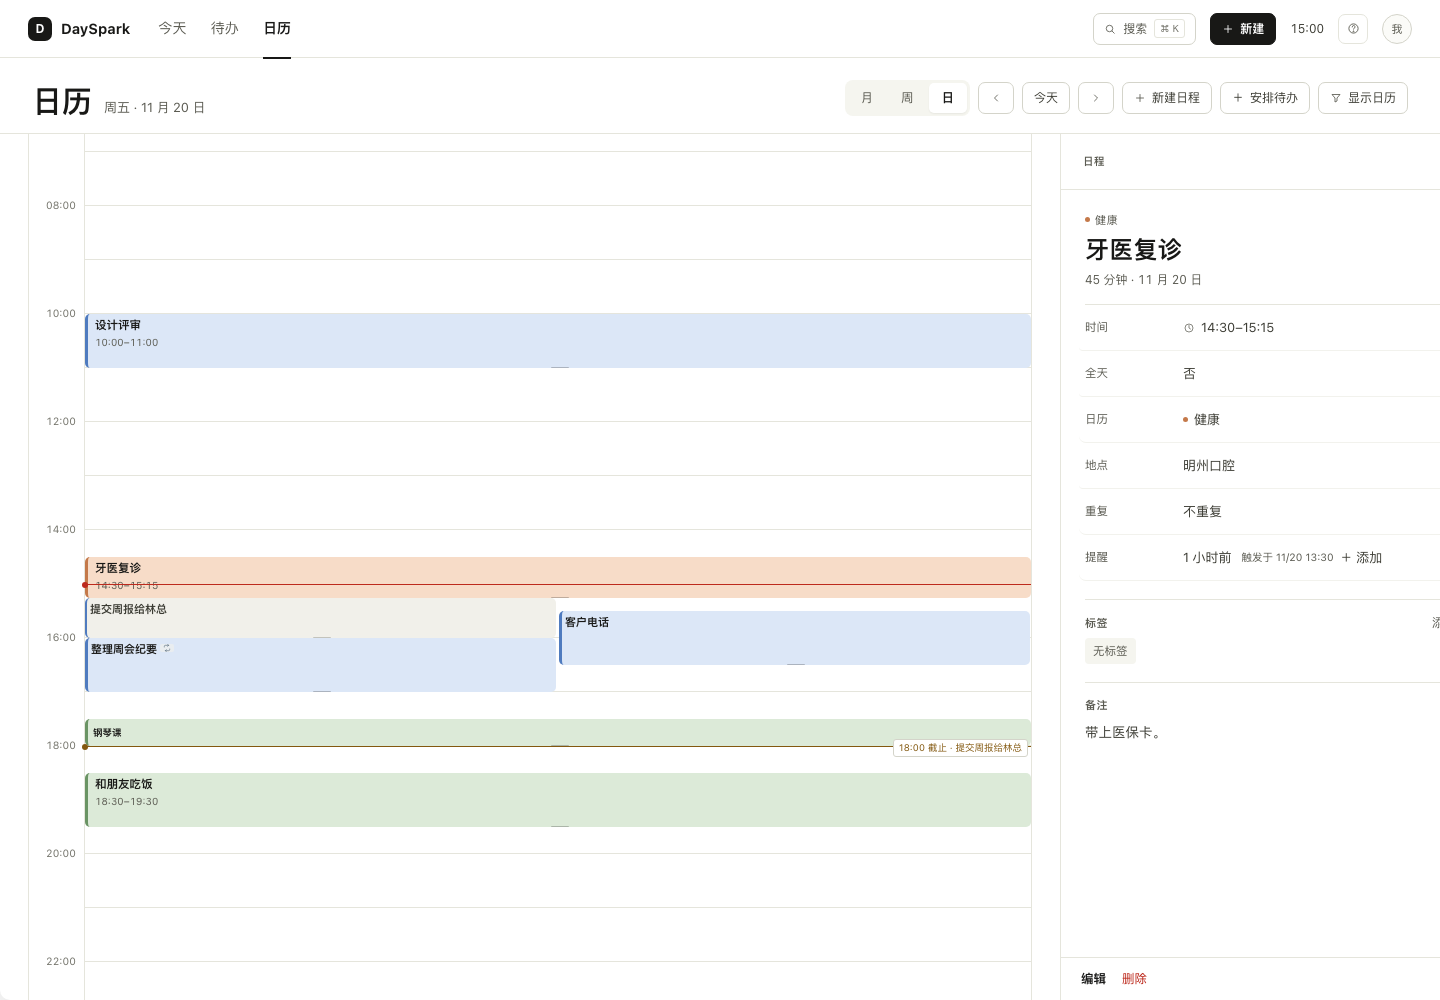 D DaySpark 今天 待办 日历 搜索 ⌘ K + 新建 15:00 我
日历 周五 · 11 月 20 日 月 周 日 ‹ 今天 › + 新建日程 + 安排待办 显示日历
日程
08:00
健康
牙医复诊
45 分钟 · 11 月 20 日
10:00
设计评审
10:00–11:00
时间 14:30–15:15
全天 否
12:00
日历 健康
地点 明州口腔
重复 不重复
14:00
提醒 1 小时前 触发于 11/20 13:30 + 添加
牙医复诊
14:30–15:15
提交周报给林总
客户电话
标签
16:00
整理周会纪要
无标签
备注
带上医保卡。
钢琴课
18:00
18:00 截止 · 提交周报给林总
和朋友吃饭
18:30–19:30
20:00
22:00
编辑 删除